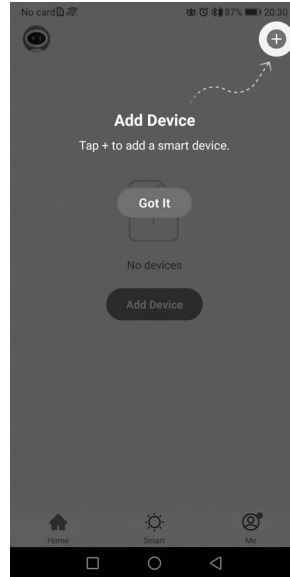 No card 87% 20:30
Add Device
Tap + to add a smart device.
Got It
No devices
Add Device
Home Smart Me